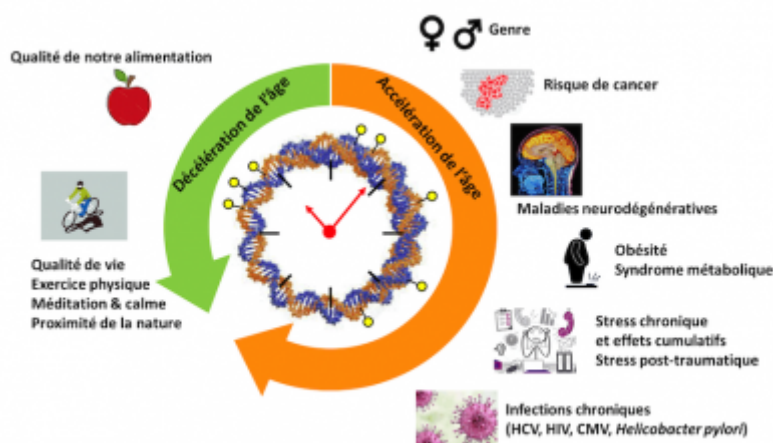 Genre
Qualité de notre alimentation
Risque de cancer
Décélération de l'âge
Accélération de l'âge
Maladies neurodégénératives
Qualité de vie
Exercice physique
Méditation & calme
Proximité de la nature
Obésité
Syndrome métabolique
Stress chronique
et effets cumulatifs
Stress post-traumatique
Infections chroniques
(HCV, HIV, CMV, Helicobacter pylori)